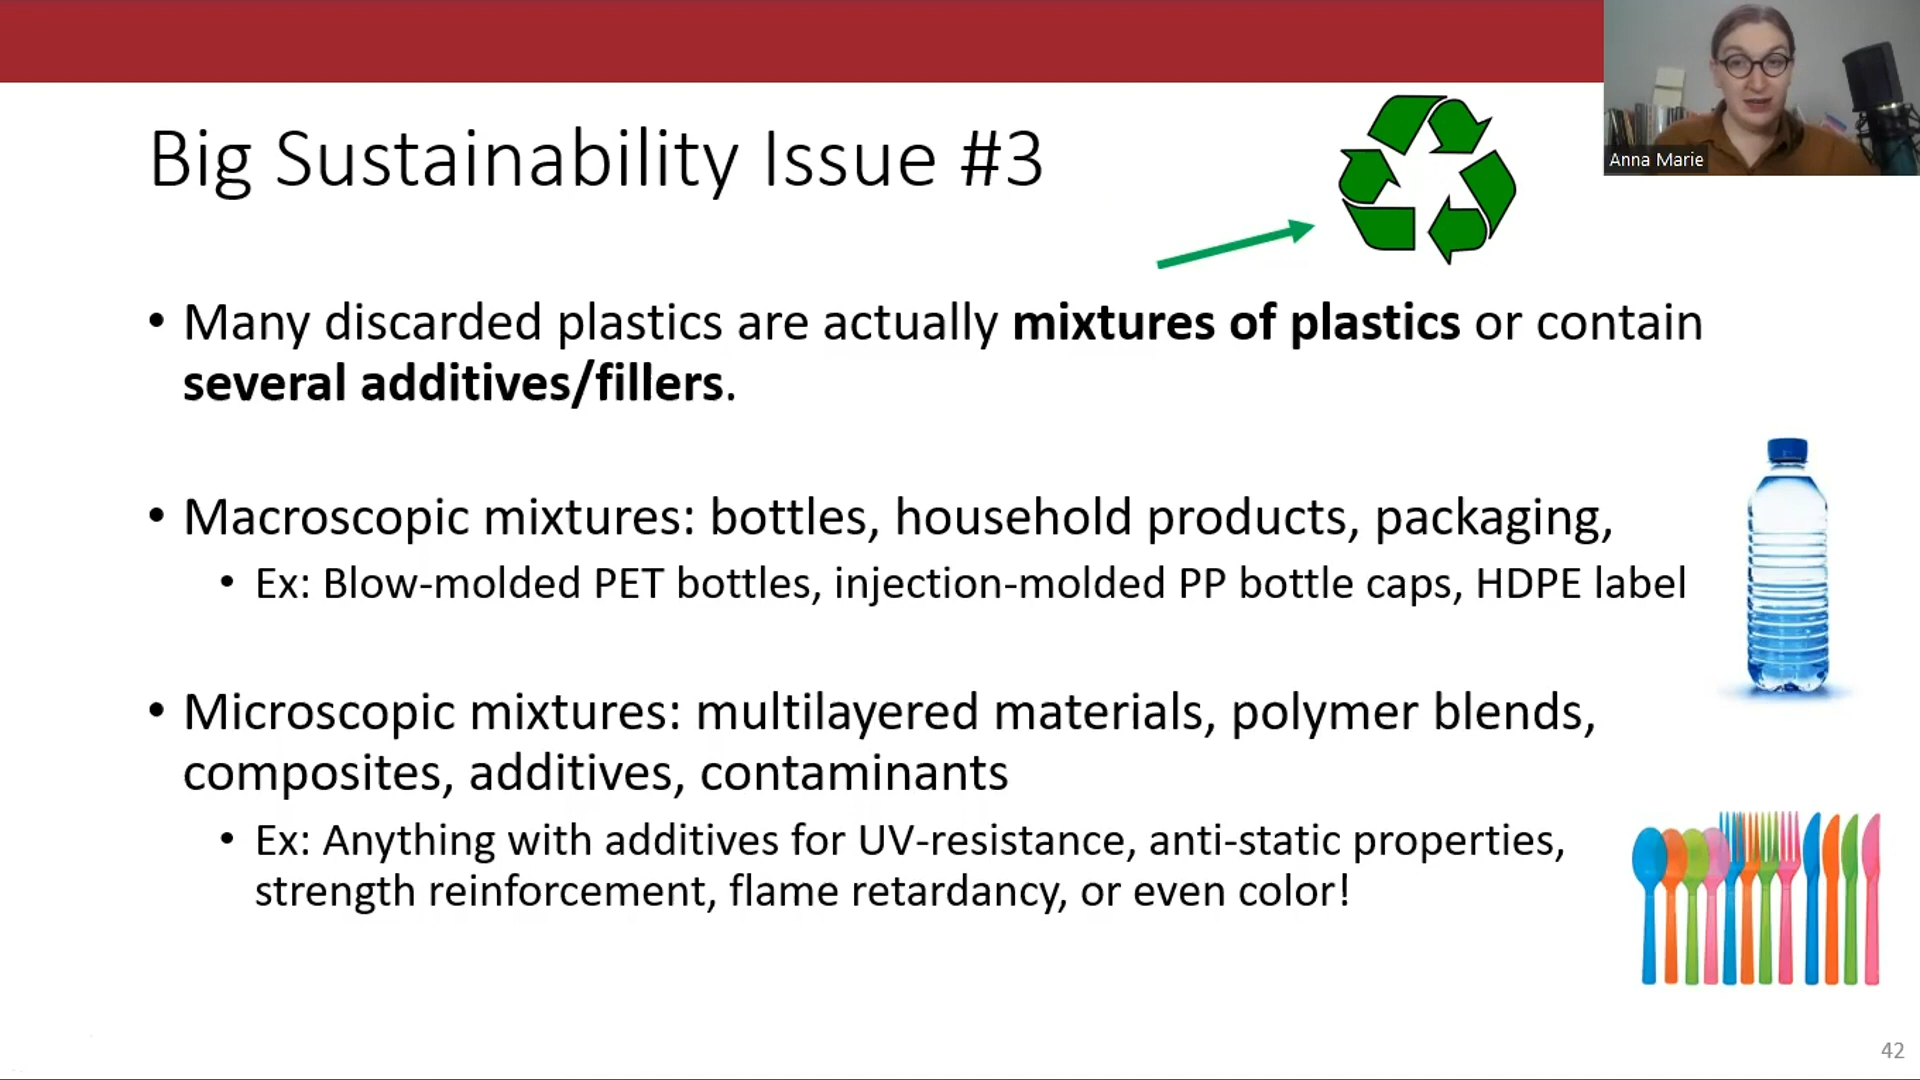 Anna Marie
Big Sustainability Issue #3
• Many discarded plastics are actually mixtures of plastics or contain
several additives/fillers.
• Macroscopic mixtures: bottles, household products, packaging,
• Ex: Blow-molded PET bottles, injection-molded PP bottle caps, HDPE label
• Microscopic mixtures: multilayered materials, polymer blends,
composites, additives, contaminants
• Ex: Anything with additives for UV-resistance, anti-static properties,
strength reinforcement, flame retardancy, or even color!
42